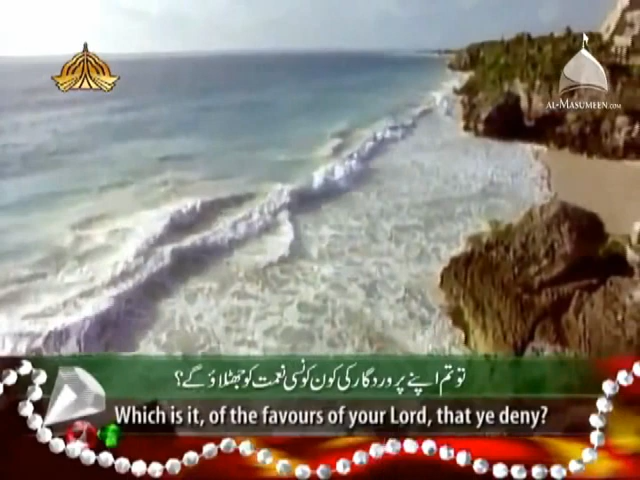 AL-MASUMEEN.COM
تو تم اپنے پروردگار کی کون کونسی نعمت کو جھٹلاؤ گے؟
Which is it, of the favours of your Lord, that ye deny?